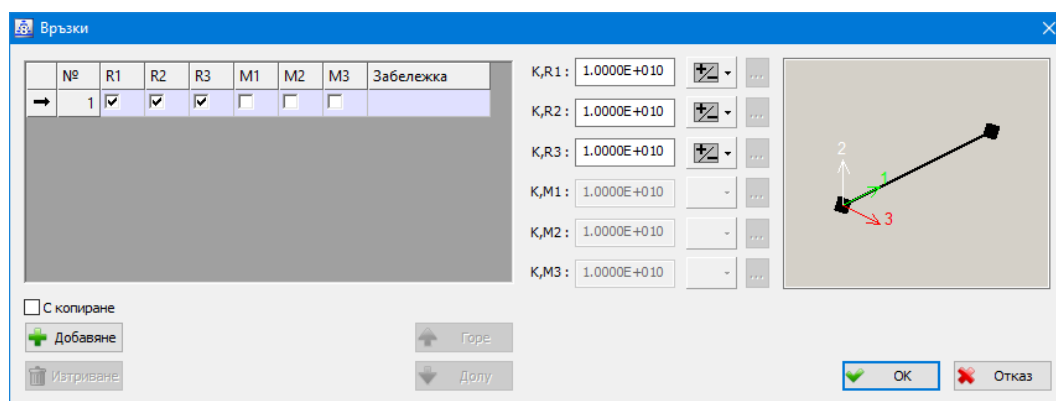 Връзки
№ R1 R2 R3 M1 M2 M3 Забележка
1
K,R1 : 1.0000E+010 ...
K,R2 : 1.0000E+010 ...
K,R3 : 1.0000E+010 ...
K,M1 : 1.0000E+010 ...
K,M2 : 1.0000E+010 ...
K,M3 : 1.0000E+010 ...
2
1
3
С копиране
Добавяне
Горе
Изтриване
Долу
OK
Отказ